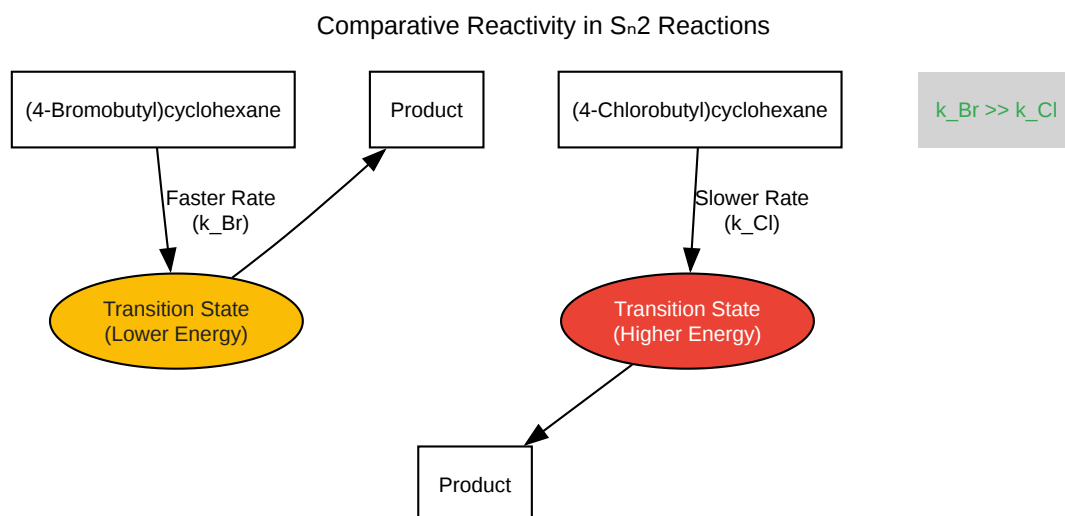 Comparative Reactivity in Sₙ2 Reactions
(4-Bromobutyl)cyclohexane
Product
(4-Chlorobutyl)cyclohexane
k_Br >> k_Cl
Faster Rate
(k_Br)
Slower Rate
(k_Cl)
Transition State
(Lower Energy)
Transition State
(Higher Energy)
Product